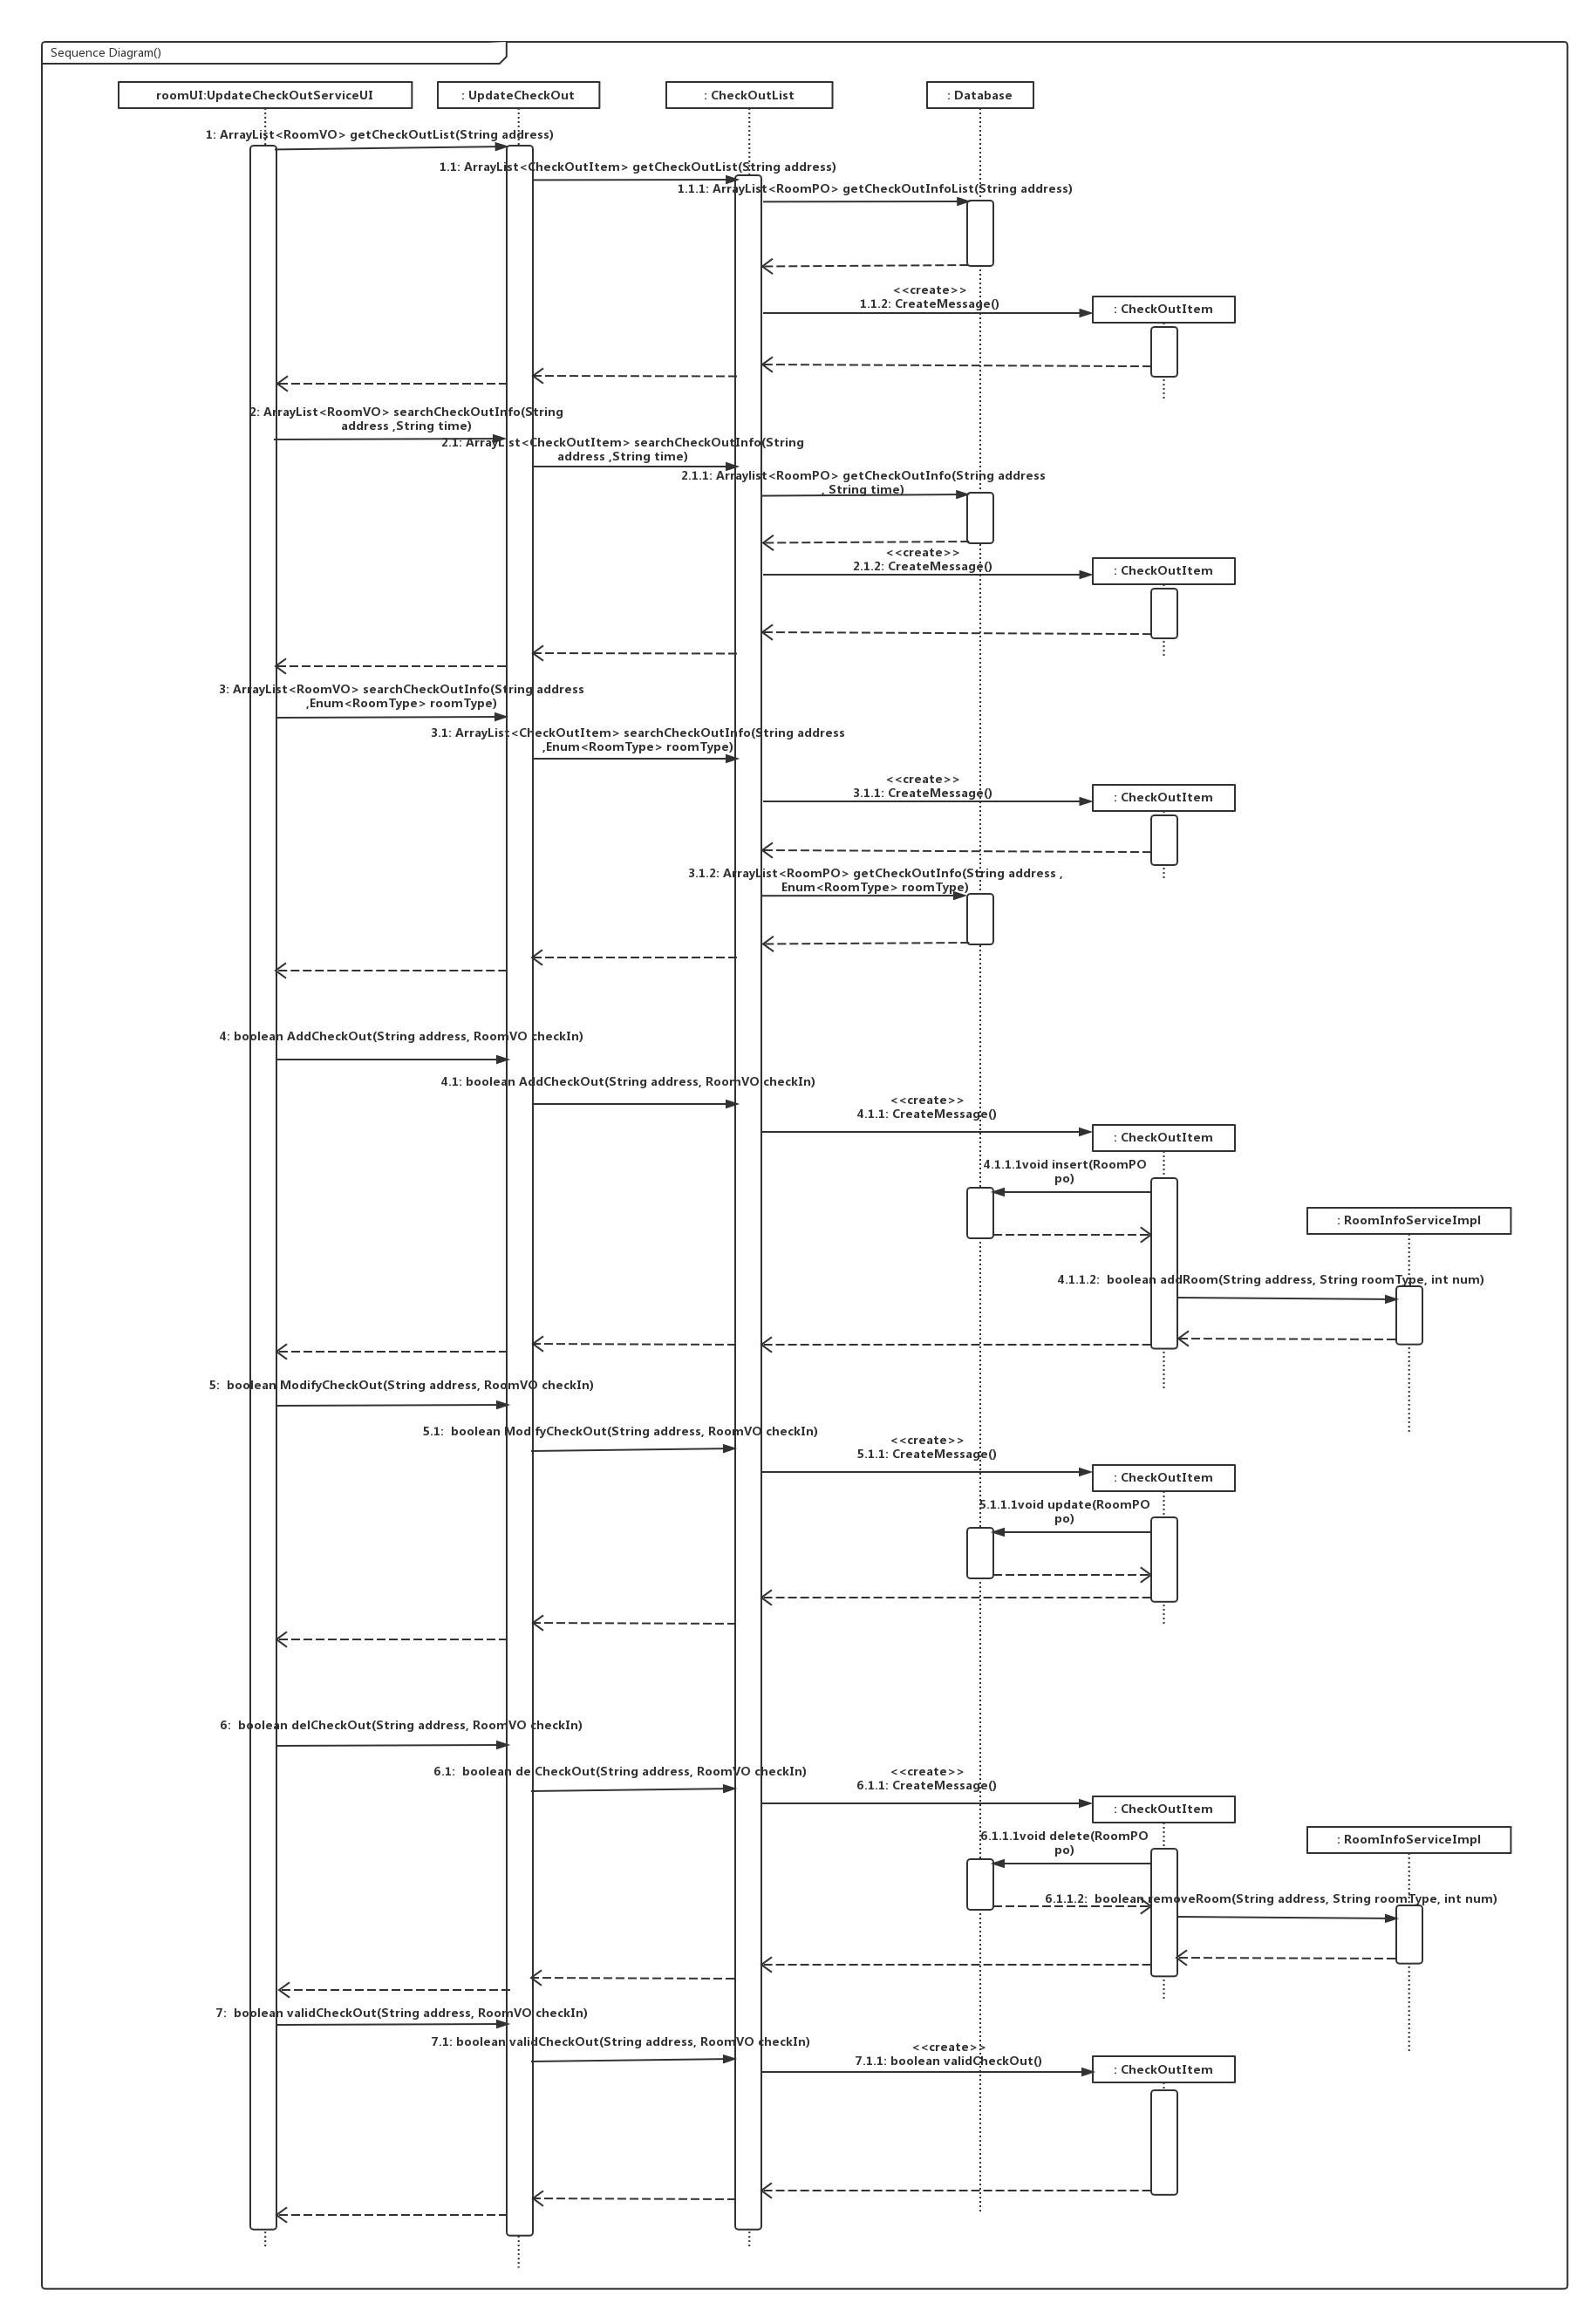 Sequence Diagram()
roomUI:UpdateCheckOutServiceUI
: UpdateCheckOut
: CheckOutList
: Database
1: ArrayList<RoomVO> getCheckOutList(String address)
1.1: ArrayList<CheckOutItem> getCheckOutList(String address)
1.1.1: ArrayList<RoomPO> getCheckOutInfoList(String address)
<<create>>
1.1.2: CreateMessage()
: CheckOutItem
2: ArrayList<RoomVO> searchCheckOutInfo(String
address ,String time)
2.1: ArrayList<CheckOutItem> searchCheckOutInfo(String
address ,String time)
2.1.1: Arraylist<RoomPO> getCheckOutInfo(String address
, String time)
<<create>>
2.1.2: CreateMessage()
: CheckOutItem
3: ArrayList<RoomVO> searchCheckOutInfo(String address
,Enum<RoomType> roomType)
3.1: ArrayList<CheckOutItem> searchCheckOutInfo(String address
,Enum<RoomType> roomType)
<<create>>
3.1.1: CreateMessage()
: CheckOutItem
3.1.2: ArrayList<RoomPO> getCheckOutInfo(String address ,
Enum<RoomType> roomType)
4: boolean AddCheckOut(String address, RoomVO checkIn)
4.1: boolean AddCheckOut(String address, RoomVO checkIn)
<<create>>
4.1.1: CreateMessage()
: CheckOutItem
4.1.1.1void insert(RoomPO
po)
: RoomInfoServiceImpl
4.1.1.2:  boolean addRoom(String address, String roomType, int num)
5:  boolean ModifyCheckOut(String address, RoomVO checkIn)
5.1:  boolean ModifyCheckOut(String address, RoomVO checkIn)
<<create>>
5.1.1: CreateMessage()
: CheckOutItem
5.1.1.1void update(RoomPO
po)
6:  boolean delCheckOut(String address, RoomVO checkIn)
6.1:  boolean delCheckOut(String address, RoomVO checkIn)
<<create>>
6.1.1: CreateMessage()
: CheckOutItem
6.1.1.1void delete(RoomPO
po)
: RoomInfoServiceImpl
6.1.1.2:  boolean removeRoom(String address, String roomType, int num)
7:  boolean validCheckOut(String address, RoomVO checkIn)
7.1: boolean validCheckOut(String address, RoomVO checkIn)
<<create>>
7.1.1: boolean validCheckOut()
: CheckOutItem